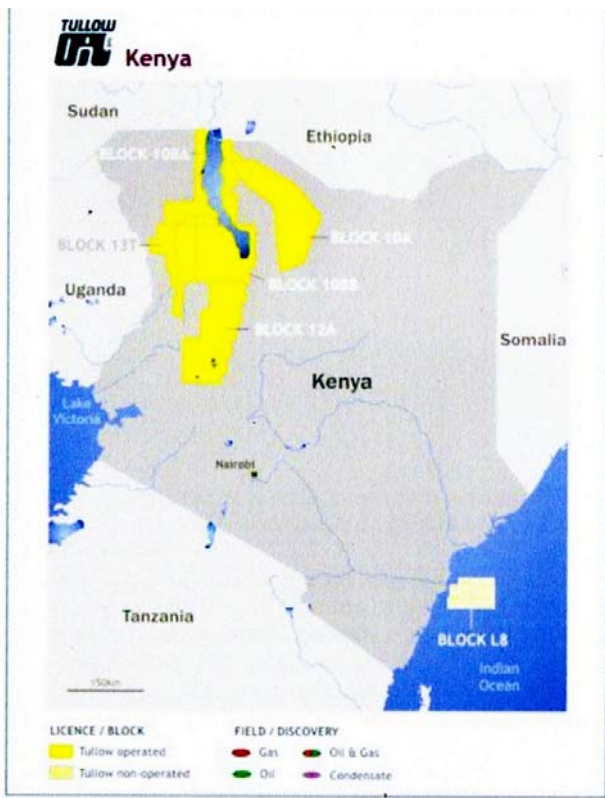 TULLOW
OIL
Kenya
Sudan
Ethiopia
BLOCK 10BA
BLOCK 13T
BLOCK 10A
BLOCK 10BB
Uganda
BLOCK 12A
Somalia
Kenya
Lake
Victoria
Nairobi
Tanzania
BLOCK L8
Indian
Ocean
150km
LICENCE / BLOCK
FIELD / DISCOVERY
Tullow operated
Gas
Oil & Gas
Tullow non-operated
Oil
Condensate